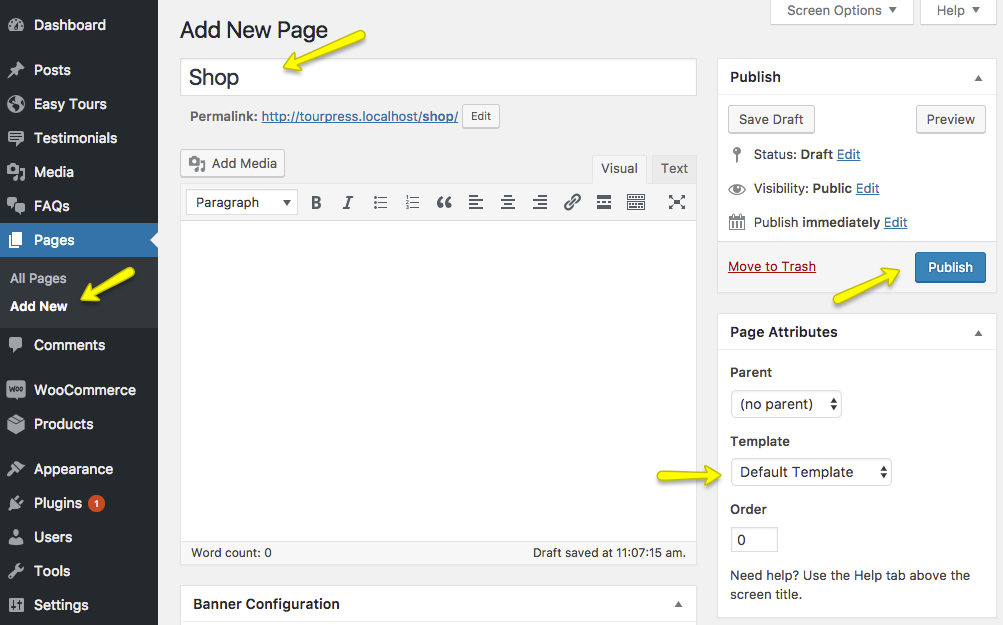 Dashboard
Posts
Easy Tours
Testimonials
Media
FAQs
Pages
All Pages
Add New
Comments
WOO WooCommerce
Products
Appearance
Plugins 1
Users
Tools
Settings
Screen Options
Help
Add New Page
Shop
Permalink: http://tourpress.localhost/shop/ Edit
Add Media
Visual Text
Paragraph B I
Word count: 0 Draft saved at 11:07:15 am.
Banner Configuration
Publish
Save Draft Preview
Status: Draft Edit
Visibility: Public Edit
Publish immediately Edit
Move to Trash Publish
Page Attributes
Parent
(no parent)
Template
Default Template
Order
0
Need help? Use the Help tab above the
screen title.